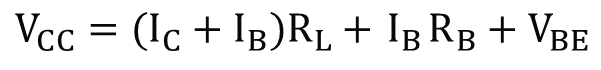 V_CC = (I_C + I_B)R_L + I_B R_B + V_BE